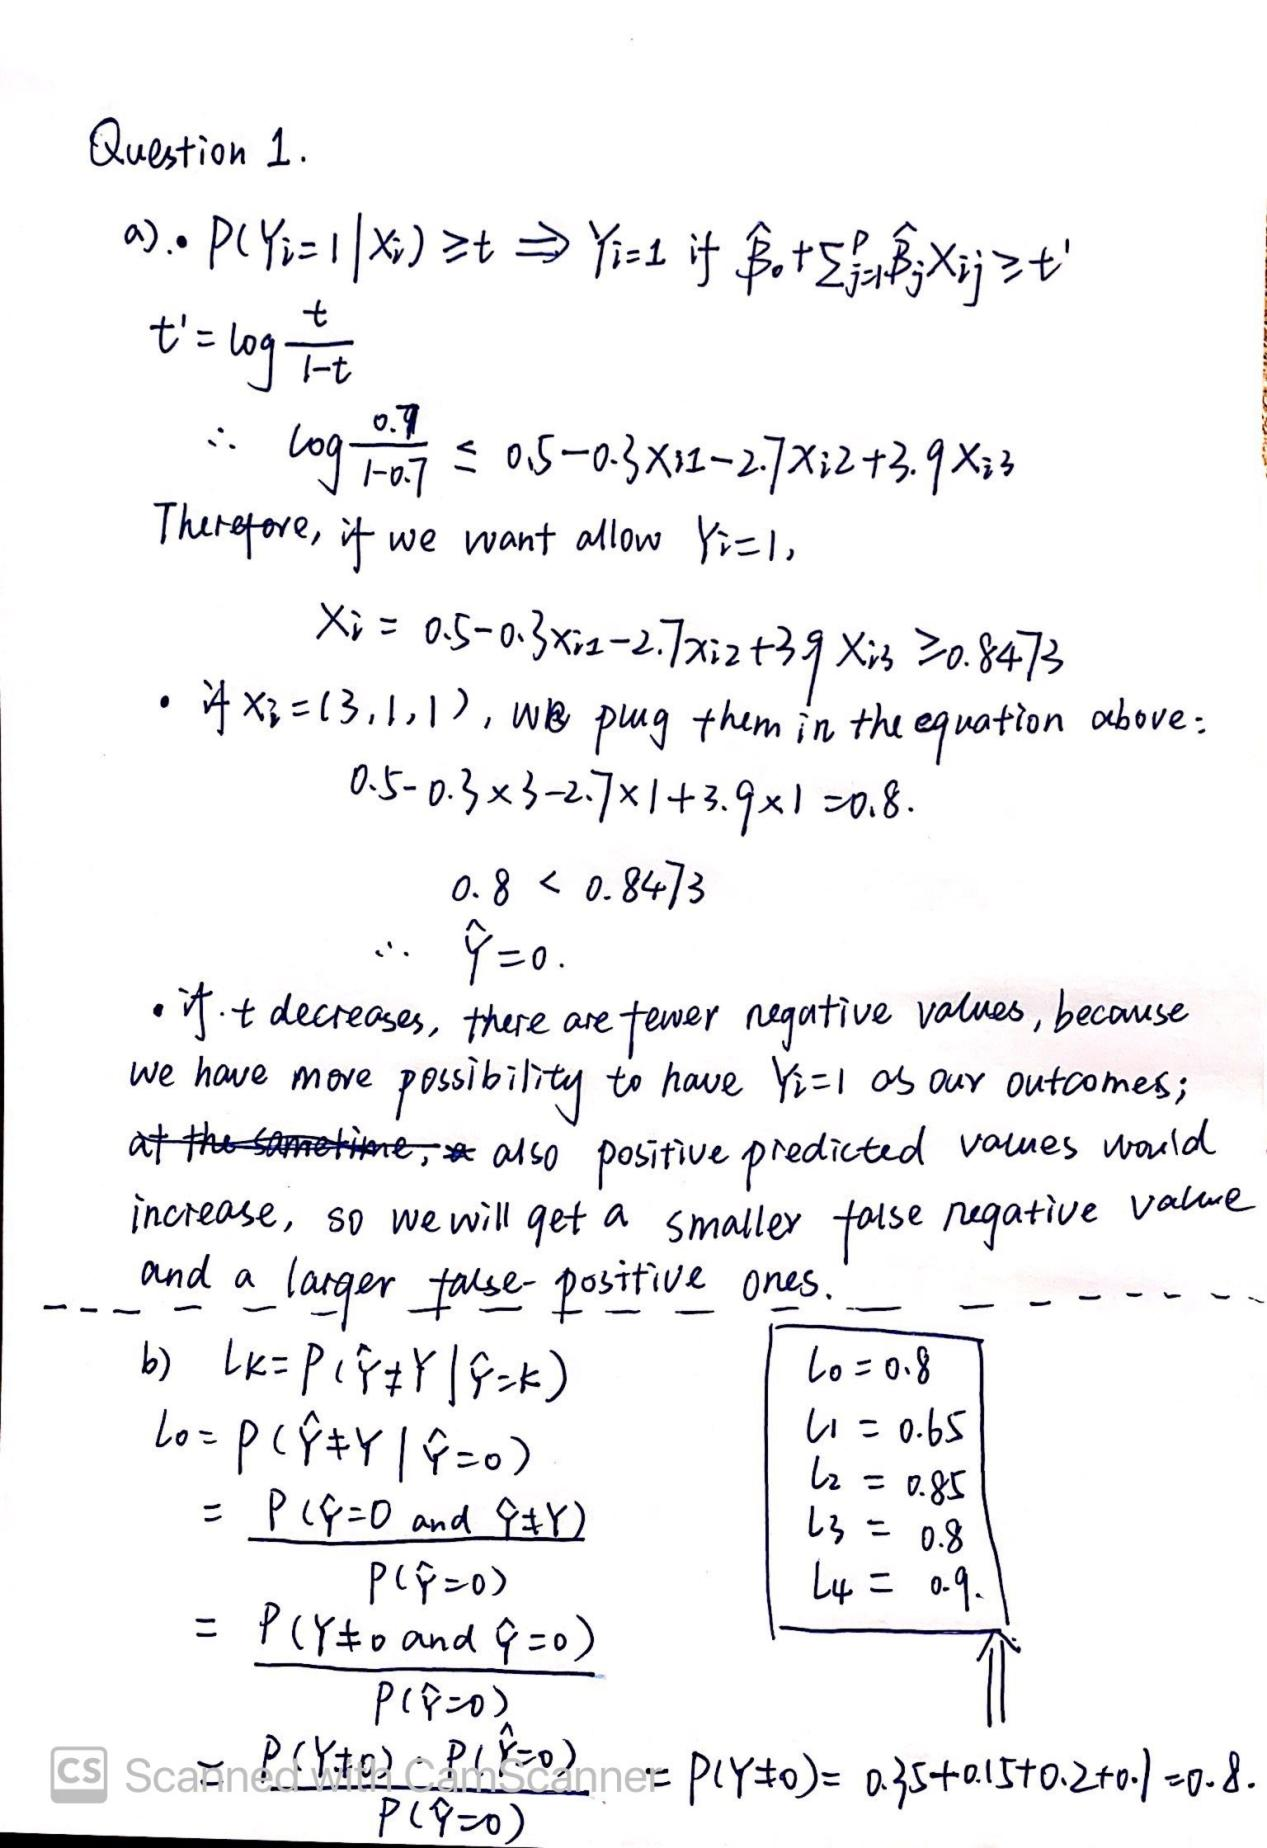 Question 1.
a). • P(Yi=1|Xi) ≥t ⇒ Yi=1 if β̂₀+Σᵖⱼ₌₁β̂ⱼXij≥t'
t'= log t/(1-t)
∴ log 0.7/(1-0.7) ≤ 0.5-0.3Xi1-2.7Xi2+3.9Xi3
Therefore, if we want allow Yi=1,
Xi = 0.5-0.3xi1-2.7xi2+3.9 Xi3 ≥0.8473
• if Xi=(3,1,1), we plug them in the equation above:
0.5-0.3×3-2.7×1+3.9×1=0.8.
0.8 < 0.8473
∴ Ŷ=0.
• if.t decreases, there are fewer negative values, because
we have more possibility to have Yi=1 as our outcomes;
at the sametime, also positive predicted values would
increase, so we will get a smaller false negative value
and a larger false-positive ones.
b) LK=P(Ŷ≠Y|Ŷ=K)
L0=P(Ŷ≠Y|Ŷ=0)
= P(Ŷ=0 and Ŷ≠Y)
P(Ŷ=0)
= P(Y≠0 and Ŷ=0)
P(Ŷ=0)
= P(Y≠0)·P(Ŷ=0) = P(Y≠0)= 0.35+0.15+0.2+0.1=0.8.
P(Ŷ=0)
L0=0.8
L1=0.65
L2=0.85
L3=0.8
L4=0.9.
CS Scanned with CamScanner